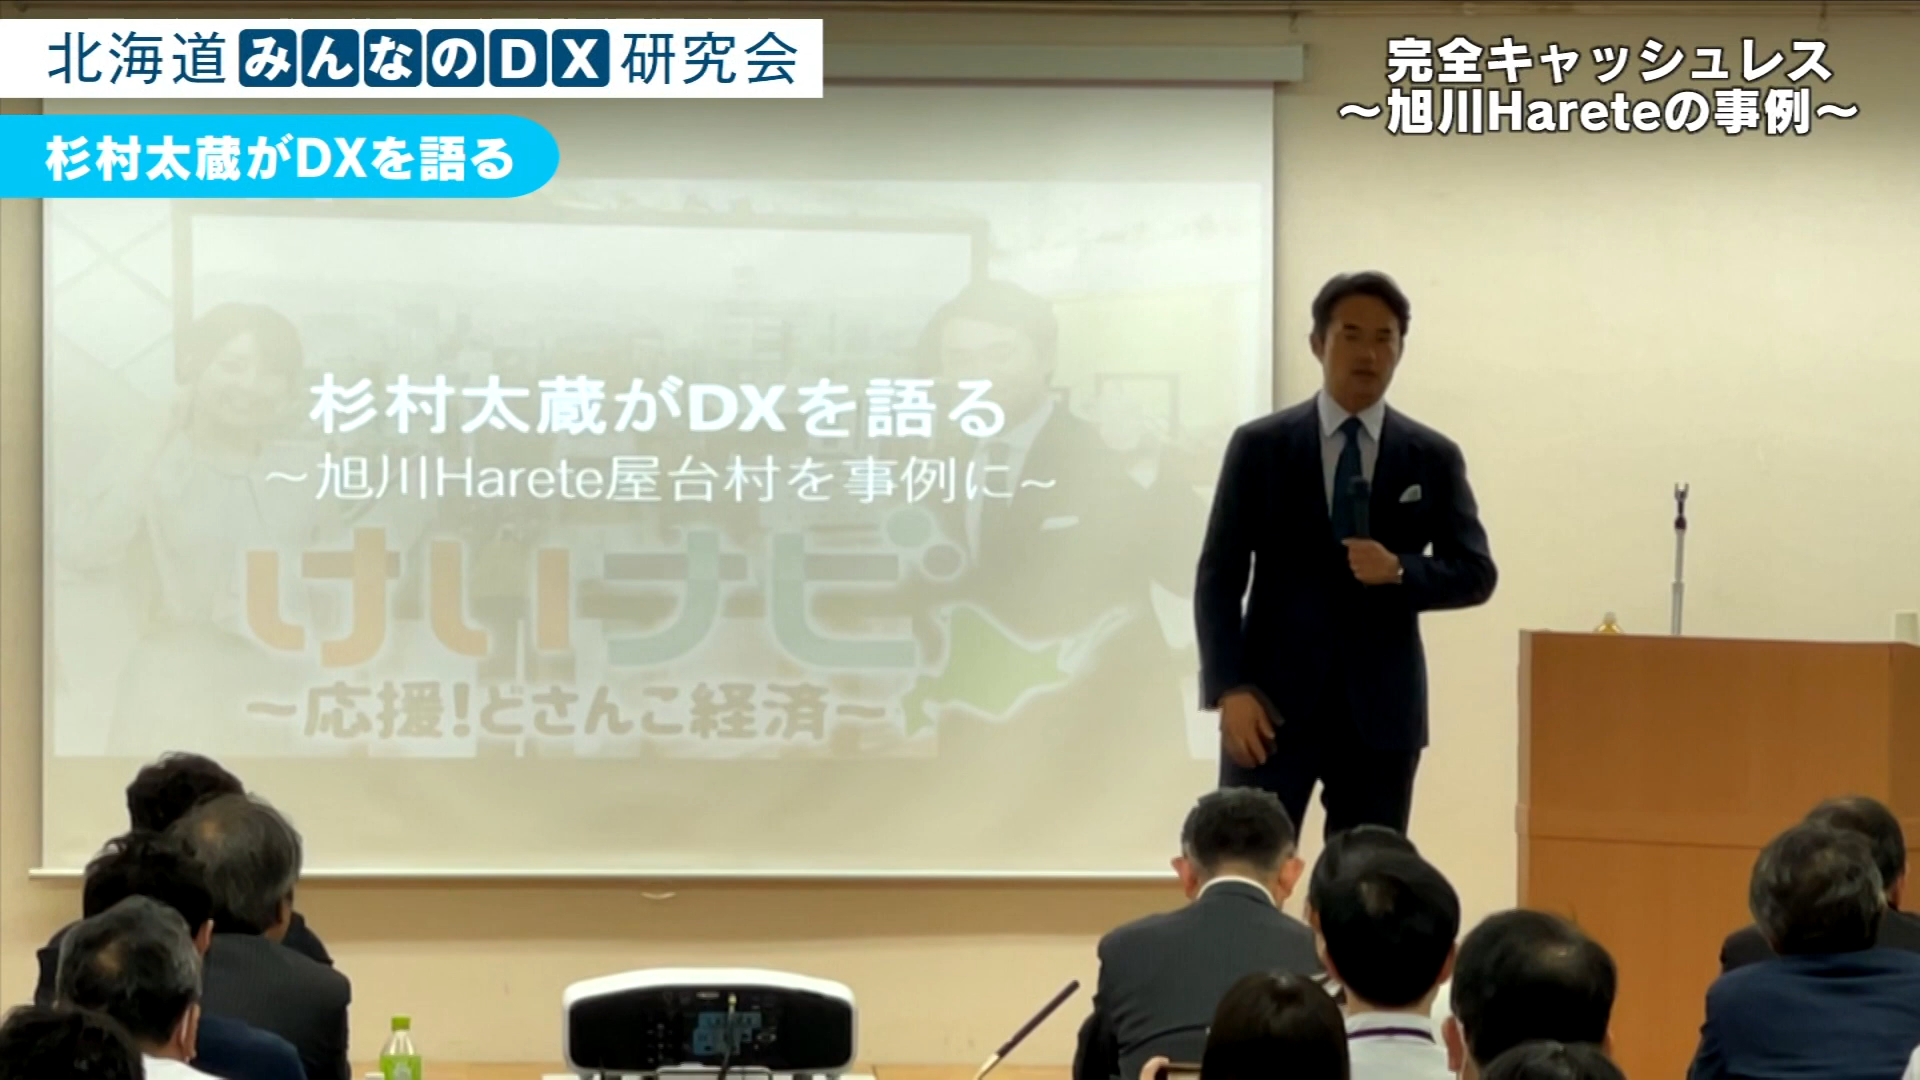 北海道みんなのDX研究会
杉村太蔵がDXを語る
完全キャッシュレス
～旭川Hareteの事例～
杉村太蔵がDXを語る
～旭川Harete屋台村を事例に～
けいナビ
～応援！どさんこ経済～